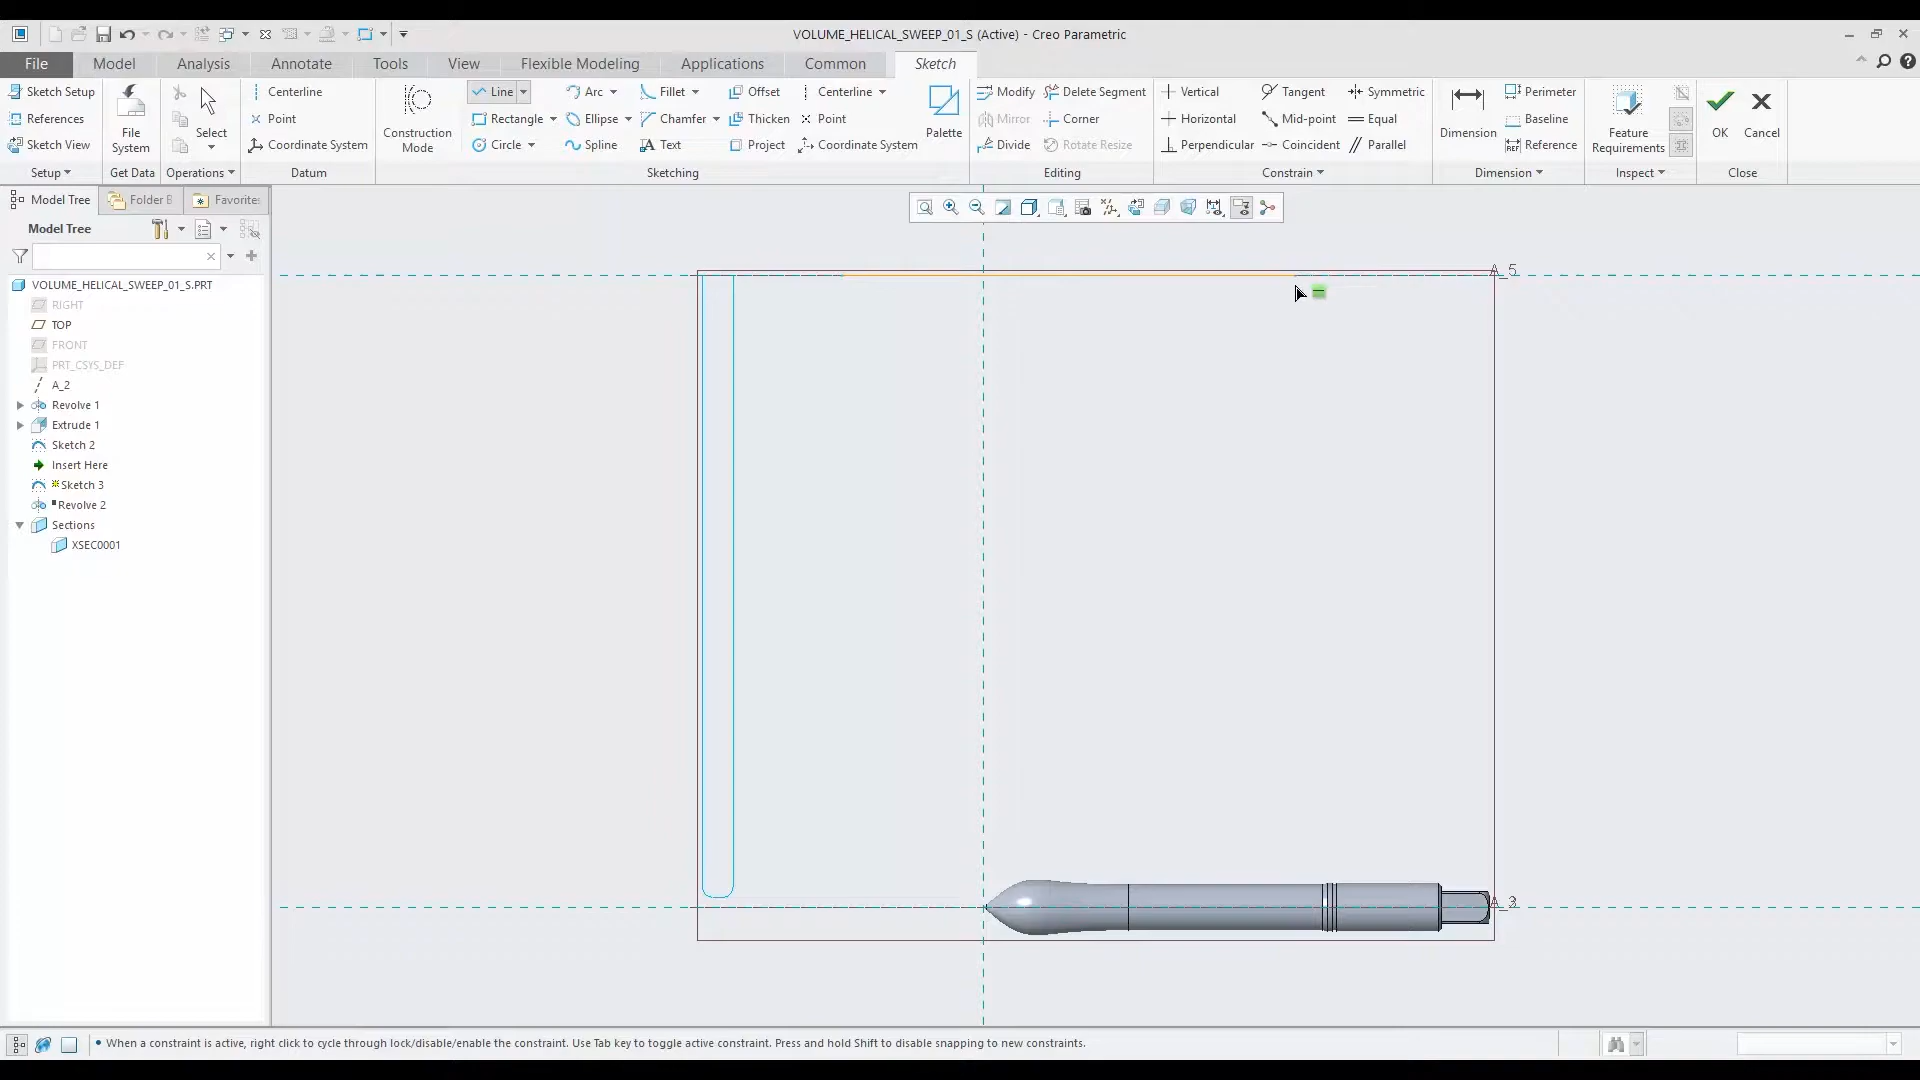 VOLUME_HELICAL_SWEEP_01_S (Active) - Creo Parametric
File Model Analysis Annotate Tools View Flexible Modeling Applications Common Sketch
Sketch Setup Centerline Line Arc Fillet Offset Centerline Modify Delete Segment Vertical Tangent Symmetric Perimeter
References Point Rectangle Ellipse Chamfer Thicken Point Mirror Corner Horizontal Mid-point Equal Baseline
Sketch View Coordinate System Circle Spline Text Project Coordinate System Divide Rotate Resize Perpendicular Coincident Parallel Reference
File System
Select
Construction Mode
Palette
Dimension
Feature Requirements
OK
Cancel
Setup Get Data Operations Datum Sketching Editing Constrain Dimension Inspect Close
Model Tree Folder B Favorite
Model Tree
VOLUME_HELICAL_SWEEP_01_S.PRT
RIGHT
TOP
FRONT
PRT_CSYS_DEF
A_2
Revolve 1
Extrude 1
Sketch 2
Insert Here
Sketch 3
Revolve 2
Sections
XSEC0001
A_5
A_3
When a constraint is active, right click to cycle through lock/disable/enable the constraint. Use Tab key to toggle active constraint. Press and hold Shift to disable snapping to new constraints.